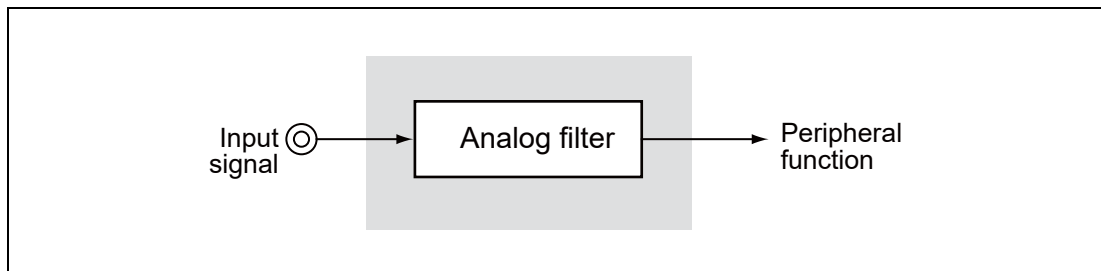 Input
signal
Analog filter
Peripheral
function